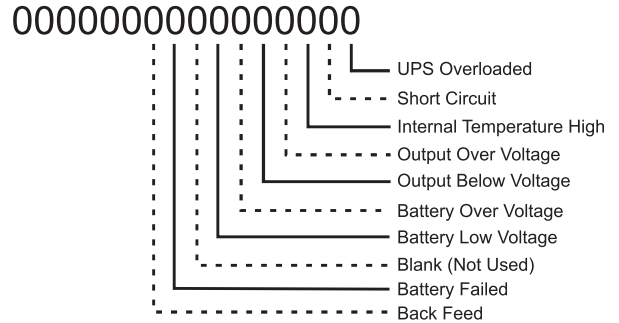 0000000000000000
UPS Overloaded
Short Circuit
Internal Temperature High
Output Over Voltage
Output Below Voltage
Battery Over Voltage
Battery Low Voltage
Blank (Not Used)
Battery Failed
Back Feed